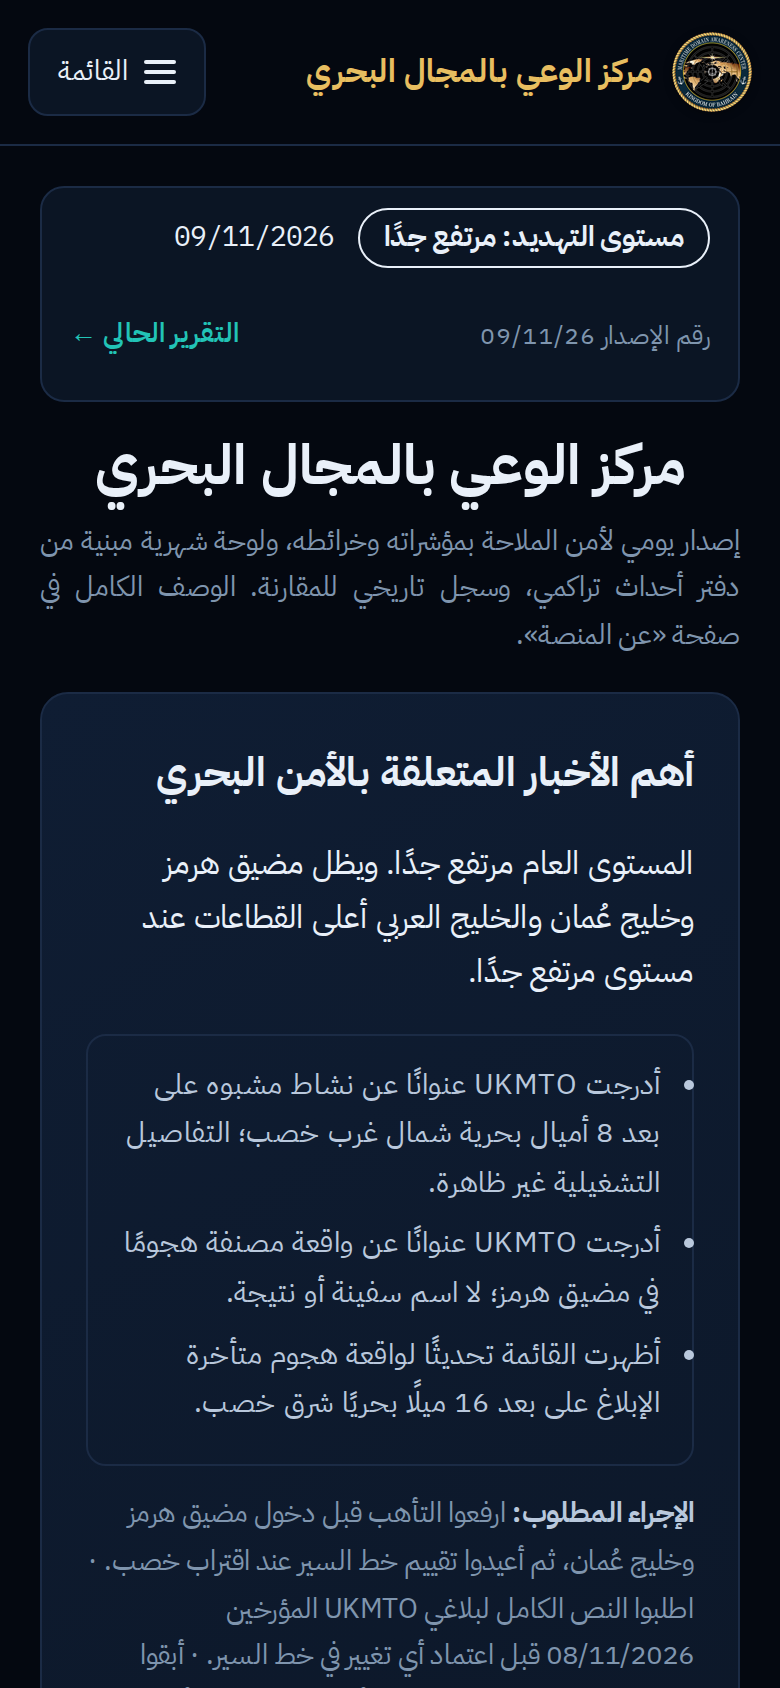 مركز الوعي بالمجال البحري
القائمة
MARITIME DOMAIN AWARENESS CENTER
KINGDOM OF BAHRAIN
مستوى التهديد: مرتفع جدًا
09/11/2026
رقم الإصدار 09/11/26
التقرير الحالي ←
مركز الوعي بالمجال البحري
إصدار يومي لأمن الملاحة بمؤشراته وخرائطه، ولوحة شهرية مبنية من
دفتر أحداث تراكمي، وسجل تاريخي للمقارنة. الوصف الكامل في
صفحة «عن المنصة».
أهم الأخبار المتعلقة بالأمن البحري
المستوى العام مرتفع جدًا. ويظل مضيق هرمز
وخليج عُمان والخليج العربي أعلى القطاعات عند
مستوى مرتفع جدًا.
• أدرجت UKMTO عنوانًا عن نشاط مشبوه على
بعد 8 أميال بحرية شمال غرب خصب؛ التفاصيل
التشغيلية غير ظاهرة.
• أدرجت UKMTO عنوانًا عن واقعة مصنفة هجومًا
في مضيق هرمز؛ لا اسم سفينة أو نتيجة.
• أظهرت القائمة تحديثًا لواقعة هجوم متأخرة
الإبلاغ على بعد 16 ميلًا بحريًا شرق خصب.
الإجراء المطلوب: ارفعوا التأهب قبل دخول مضيق هرمز
وخليج عُمان، ثم أعيدوا تقييم خط السير عند اقتراب خصب. ·
اطلبوا النص الكامل لبلاغي UKMTO المؤرخين
08/11/2026 قبل اعتماد أي تغيير في خط السير. · أبقوا